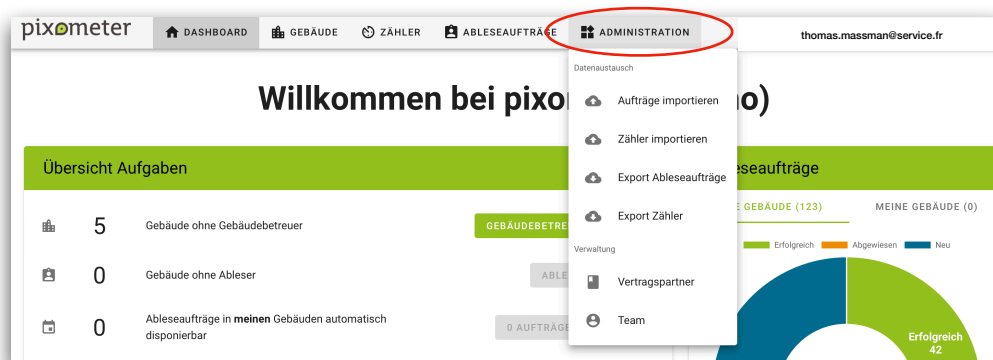 pixometer
DASHBOARD
GEBÄUDE
ZÄHLER
ABLESEAUFTRÄGE
ADMINISTRATION
thomas.massman@service.fr
Datenaustausch
Aufträge importieren
Zähler importieren
Export Ableseaufträge
Export Zähler
Verwaltung
Vertragspartner
Team
Willkommen bei
Übersicht Aufgaben
5 Gebäude ohne Gebäudebetreuer
0 Gebäude ohne Ableser
0 Ableseaufträge in meinen Gebäuden automatisch
disponierbar
0
GEBÄUDE (123)
MEINE GEBÄUDE (0)
Erfolgreich
Abgewiesen
Neu
Erfolgreich
42